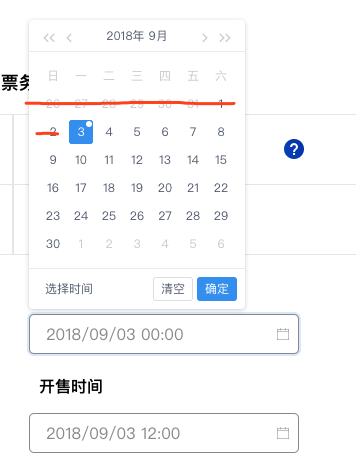 2018年 9月
票务
日 一 二 三 四 五 六
26 27 28 29 30 31 1
2 3 4 5 6 7 8
?
9 10 11 12 13 14 15
16 17 18 19 20 21 22
23 24 25 26 27 28 29
30 1 2 3 4 5 6
选择时间 清空 确定
2018/09/03 00:00
开售时间
2018/09/03 12:00